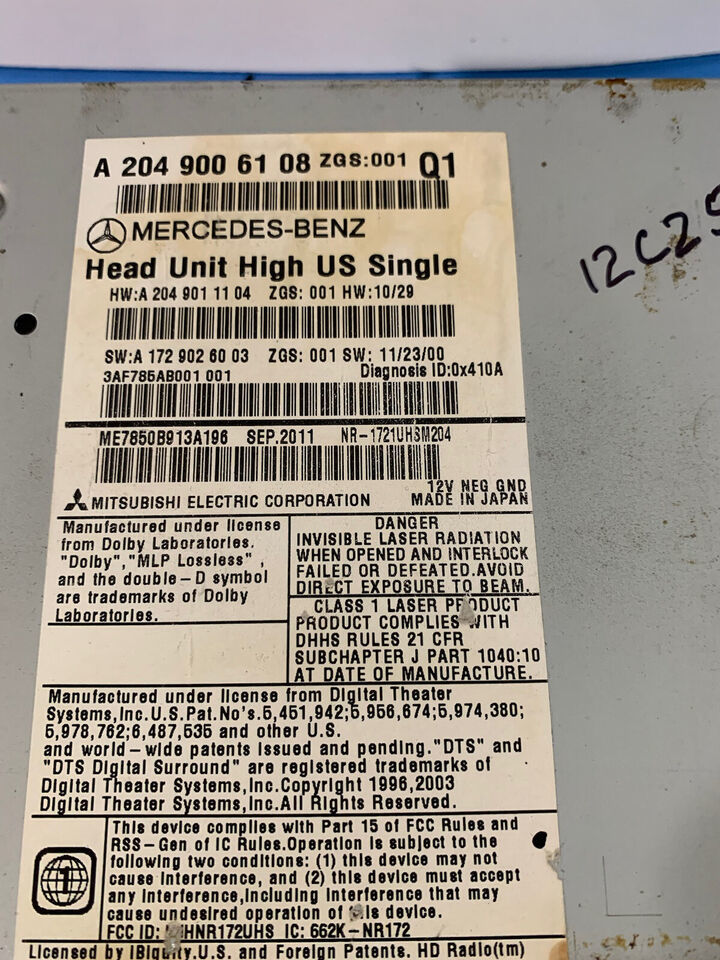 A 204 900 61 08 ZGS:001 Q1
MERCEDES-BENZ
Head Unit High US Single
HW:A 204 901 11 04 ZGS: 001 HW:10/29
SW:A 172 902 60 03 ZGS: 001 SW: 11/23/00
3AF785AB001 001 Diagnosis ID:0x410A
ME7850B913A196 SEP.2011 NR-1721UHSM204
12V NEG GND
MITSUBISHI ELECTRIC CORPORATION MADE IN JAPAN
Manufactured under license
from Dolby Laboratories.
"Dolby","MLP Lossless" ,
and the double-D symbol
are trademarks of Dolby
Laboratories.
DANGER
INVISIBLE LASER RADIATION
WHEN OPENED AND INTERLOCK
FAILED OR DEFEATED.AVOID
DIRECT EXPOSURE TO BEAM.
CLASS 1 LASER PRODUCT
PRODUCT COMPLIES WITH
DHHS RULES 21 CFR
SUBCHAPTER J PART 1040:10
AT DATE OF MANUFACTURE.
Manufactured under license from Digital Theater
Systems,Inc.U.S.Pat.No's.5,451,942;5,956,674;5,974,380;
5,978,762;6,487,535 and other U.S.
and world-wide patents issued and pending."DTS" and
"DTS Digital Surround" are registered trademarks of
Digital Theater Systems,Inc.Copyright 1996,2003
Digital Theater Systems,Inc.All Rights Reserved.
1
This device complies with Part 15 of FCC Rules and
RSS-Gen of IC Rules.Operation is subject to the
following two conditions: (1) this device may not
cause interference, and (2) this device must accept
any interference,including interference that may
cause undesired operation of this device.
FCC ID: IC: 662K-NR172
Licensed by iBiquity.U.S. and Foreign Patents. HD Radio(tm)